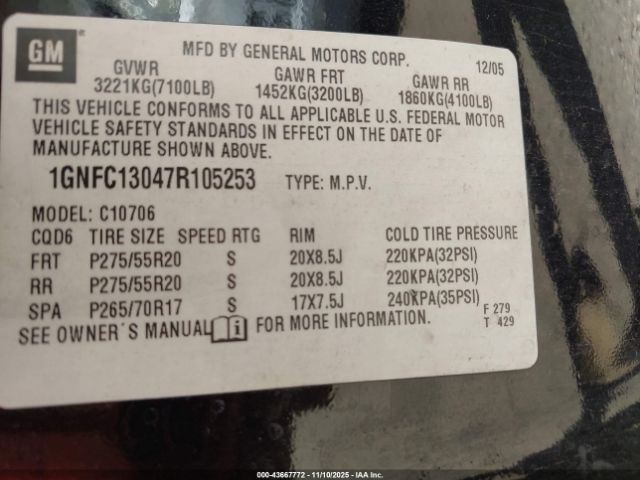 GM
MFD BY GENERAL MOTORS CORP. 12/05
GVWR GAWR FRT GAWR RR
3221KG(7100LB) 1452KG(3200LB) 1860KG(4100LB)
THIS VEHICLE CONFORMS TO ALL APPLICABLE U.S. FEDERAL MOTOR
VEHICLE SAFETY STANDARDS IN EFFECT ON THE DATE OF
MANUFACTURE SHOWN ABOVE.
1GNFC13047R105253 TYPE: M.P.V.
MODEL: C10706
CQD6 TIRE SIZE SPEED RTG RIM COLD TIRE PRESSURE
FRT P275/55R20 S 20X8.5J 220KPA(32PSI)
RR P275/55R20 S 20X8.5J 220KPA(32PSI)
SPA P265/70R17 S 17X7.5J 240KPA(35PSI)
SEE OWNER´S MANUAL i FOR MORE INFORMATION.
F 279
T 429
000-43667772 — 11/10/2025 — IAA Inc.